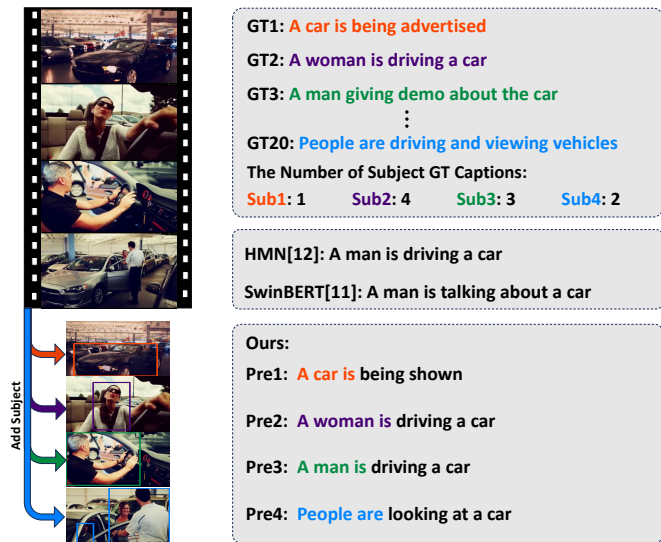 GT1: A car is being advertised
GT2: A woman is driving a car
GT3: A man giving demo about the car
⋮
GT20: People are driving and viewing vehicles
The Number of Subject GT Captions:
Sub1: 1 Sub2: 4 Sub3: 3 Sub4: 2
HMN[12]: A man is driving a car
SwinBERT[11]: A man is talking about a car
Add Subject
Ours:
Pre1: A car is being shown
Pre2: A woman is driving a car
Pre3: A man is driving a car
Pre4: People are looking at a car